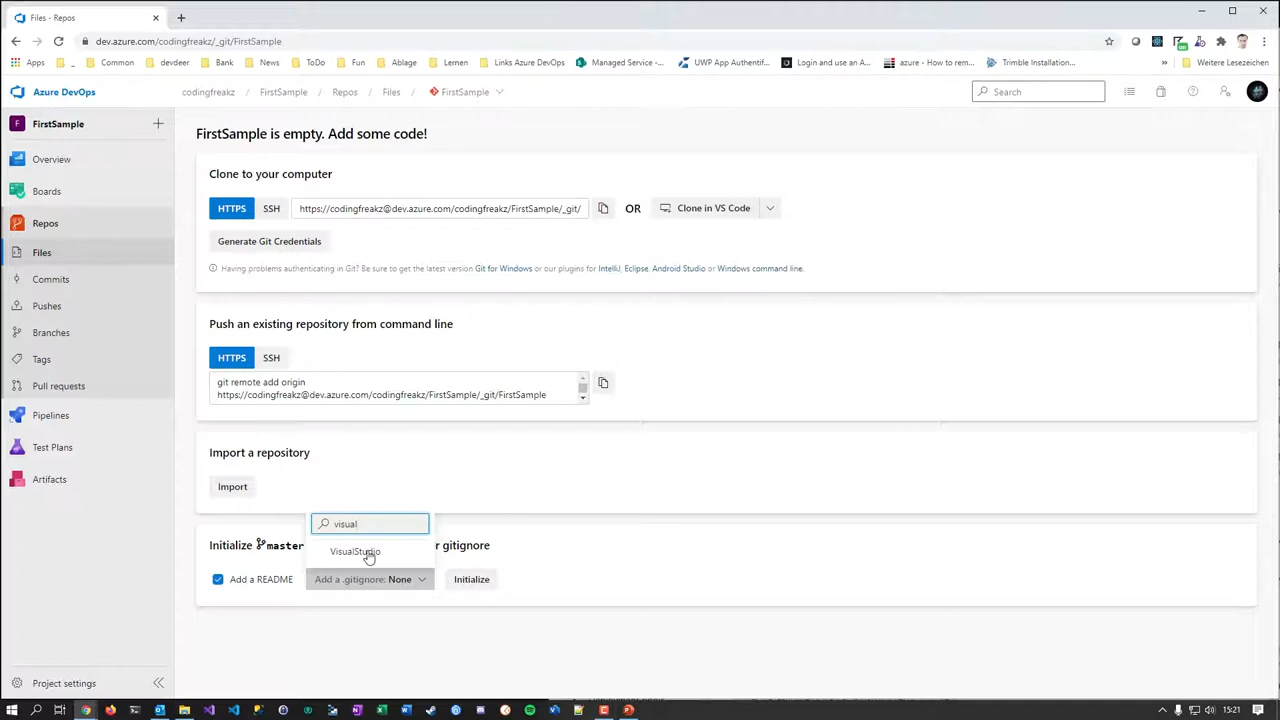 Files - Repos
dev.azure.com/codingfreakz/_git/FirstSample
Apps
_
Common
devdeer
Bank
News
ToDo
Fun
Ablage
Lernen
Links Azure DevOps
Managed Service -...
UWP App Authentif...
Login and use an A...
azure - How to rem...
Trimble Installation...
»
Weitere Lesezeichen
Azure DevOps
codingfreakz / FirstSample / Repos / Files / FirstSample
Search
F FirstSample
Overview
Boards
Repos
Files
Commits
Pushes
Branches
Tags
Pull requests
Pipelines
Test Plans
Artifacts
Project settings
FirstSample is empty. Add some code!
Clone to your computer
HTTPS SSH https://codingfreakz@dev.azure.com/codingfreakz/FirstSample/_git/ OR Clone in VS Code
Generate Git Credentials
Having problems authenticating in Git? Be sure to get the latest version Git for Windows or our plugins for IntelliJ, Eclipse, Android Studio or Windows command line.
Push an existing repository from command line
HTTPS SSH
git remote add origin
https://codingfreakz@dev.azure.com/codingfreakz/FirstSample/_git/FirstSample
Import a repository
Import
visual
VisualStudio
Initialize master r gitignore
Add a README Add a .gitignore: None Initialize
15:21